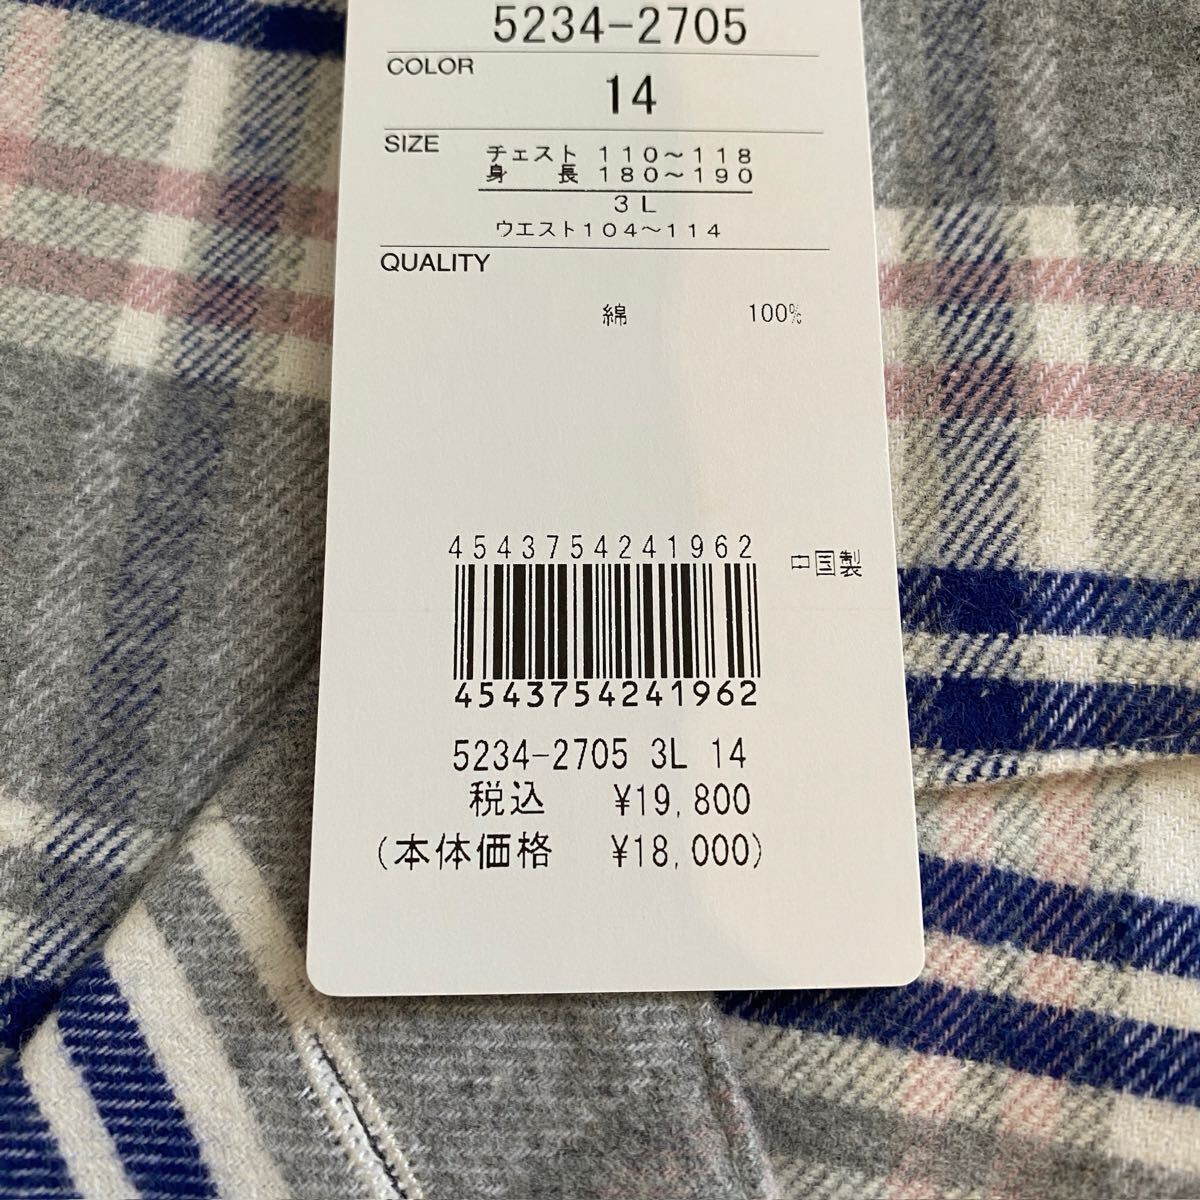 5234-2705
COLOR
14
SIZE
チェスト 110～118
身長 180～190
3L
ウエスト104～114
QUALITY
綿 100%
4543754241962
中国製
4543754241962
5234-2705 3L 14
税込 ¥19,800
(本体価格 ¥18,000)